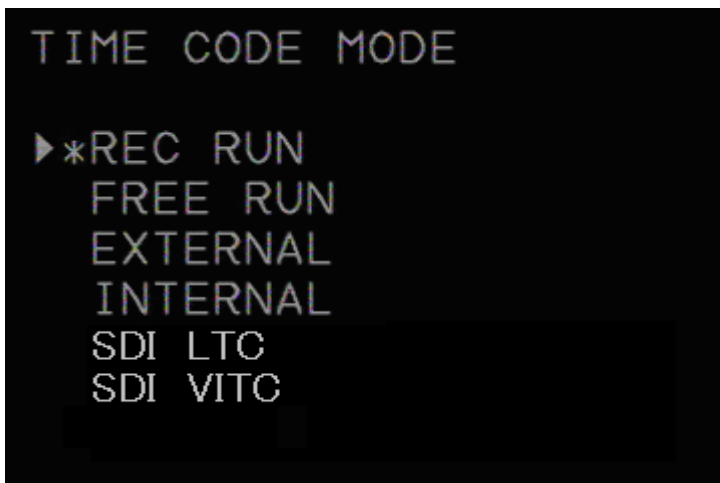 TIME CODE MODE
▶*REC RUN
FREE RUN
EXTERNAL
INTERNAL
SDI LTC
SDI VITC